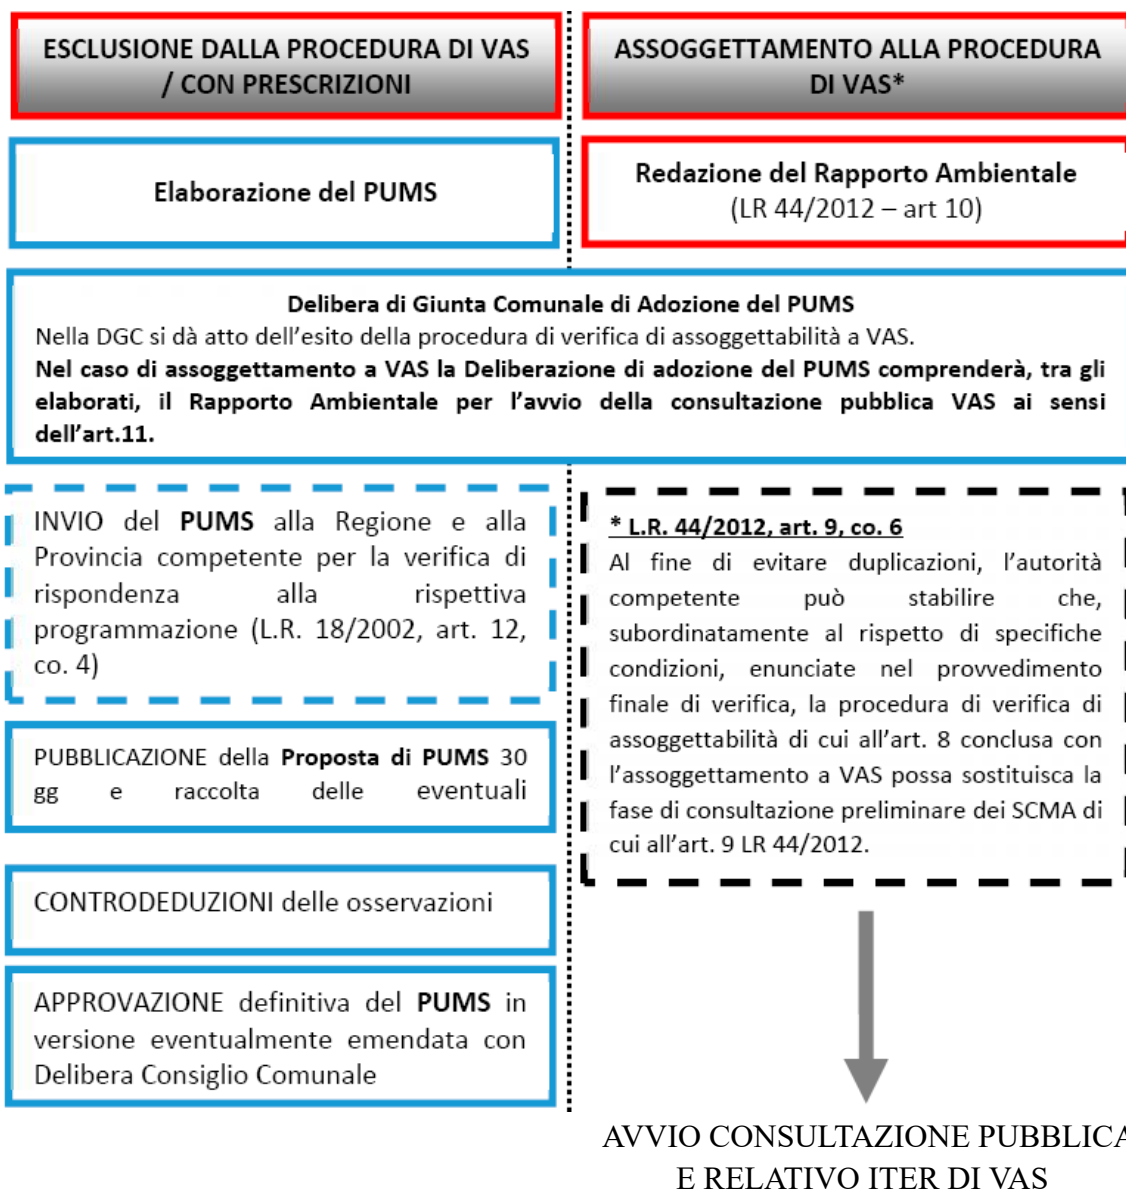 ESCLUSIONE DALLA PROCEDURA DI VAS
/ CON PRESCRIZIONI
ASSOGGETTAMENTO ALLA PROCEDURA
DI VAS*
Elaborazione del PUMS
Redazione del Rapporto Ambientale
(LR 44/2012 – art 10)
Delibera di Giunta Comunale di Adozione del PUMS
Nella DGC si dà atto dell'esito della procedura di verifica di assoggettabilità a VAS.
Nel caso di assoggettamento a VAS la Deliberazione di adozione del PUMS comprenderà, tra gli
elaborati, il Rapporto Ambientale per l'avvio della consultazione pubblica VAS ai sensi
dell'art.11.
INVIO del PUMS alla Regione e alla
Provincia competente per la verifica di
rispondenza alla rispettiva
programmazione (L.R. 18/2002, art. 12,
co. 4)
PUBBLICAZIONE della Proposta di PUMS 30
gg e raccolta delle eventuali
CONTRODEDUZIONI delle osservazioni
APPROVAZIONE definitiva del PUMS in
versione eventualmente emendata con
Delibera Consiglio Comunale
* L.R. 44/2012, art. 9, co. 6
Al fine di evitare duplicazioni, l'autorità
competente può stabilire che,
subordinatamente al rispetto di specifiche
condizioni, enunciate nel provvedimento
finale di verifica, la procedura di verifica di
assoggettabilità di cui all'art. 8 conclusa con
l'assoggettamento a VAS possa sostituisca la
fase di consultazione preliminare dei SCMA di
cui all'art. 9 LR 44/2012.
AVVIO CONSULTAZIONE PUBBLICA
E RELATIVO ITER DI VAS